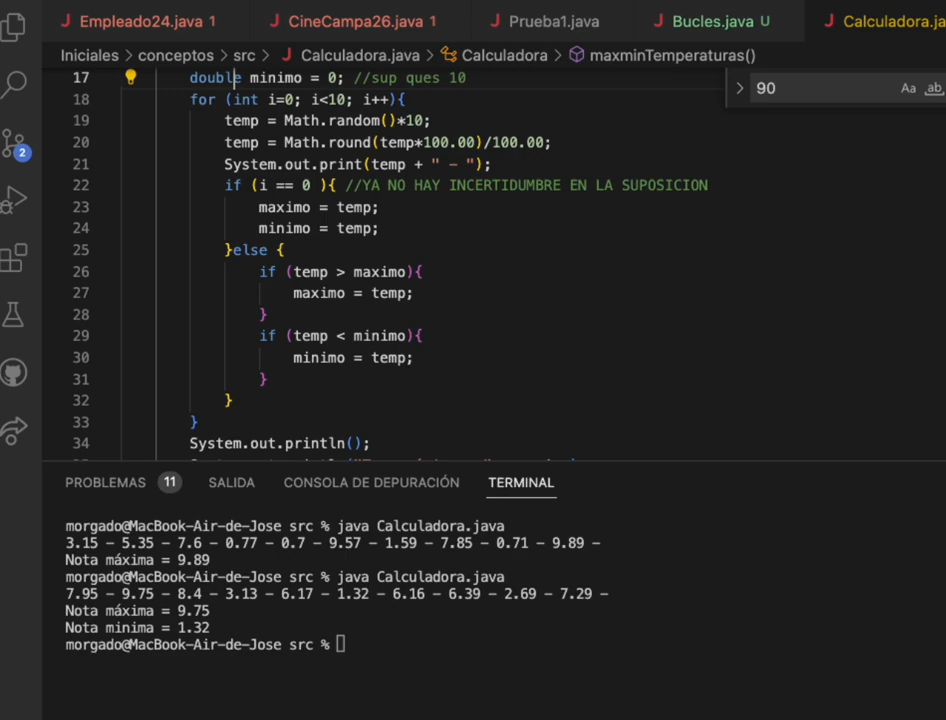 Empleado24.java 1 CineCampa26.java 1 Prueba1.java Bucles.java U Calculadora.ja
Iniciales > conceptos > src > Calculadora.java > Calculadora > maxminTemperaturas()
90 Aa ab
17 double minimo = 0; //sup ques 10
18 for (int i=0; i<10; i++){
19 temp = Math.random()*10;
20 temp = Math.round(temp*100.00)/100.00;
21 System.out.print(temp + " - ");
22 if (i == 0 ){ //YA NO HAY INCERTIDUMBRE EN LA SUPOSICION
23 maximo = temp;
24 minimo = temp;
25 }else {
26 if (temp > maximo){
27 maximo = temp;
28 }
29 if (temp < minimo){
30 minimo = temp;
31 }
32 }
33 }
34 System.out.println();
2
PROBLEMAS 11 SALIDA CONSOLA DE DEPURACIÓN TERMINAL
morgado@MacBook-Air-de-Jose src % java Calculadora.java
3.15 - 5.35 - 7.6 - 0.77 - 0.7 - 9.57 - 1.59 - 7.85 - 0.71 - 9.89 -
Nota máxima = 9.89
morgado@MacBook-Air-de-Jose src % java Calculadora.java
7.95 - 9.75 - 8.4 - 3.13 - 6.17 - 1.32 - 6.16 - 6.39 - 2.69 - 7.29 -
Nota máxima = 9.75
Nota minima = 1.32
morgado@MacBook-Air-de-Jose src %